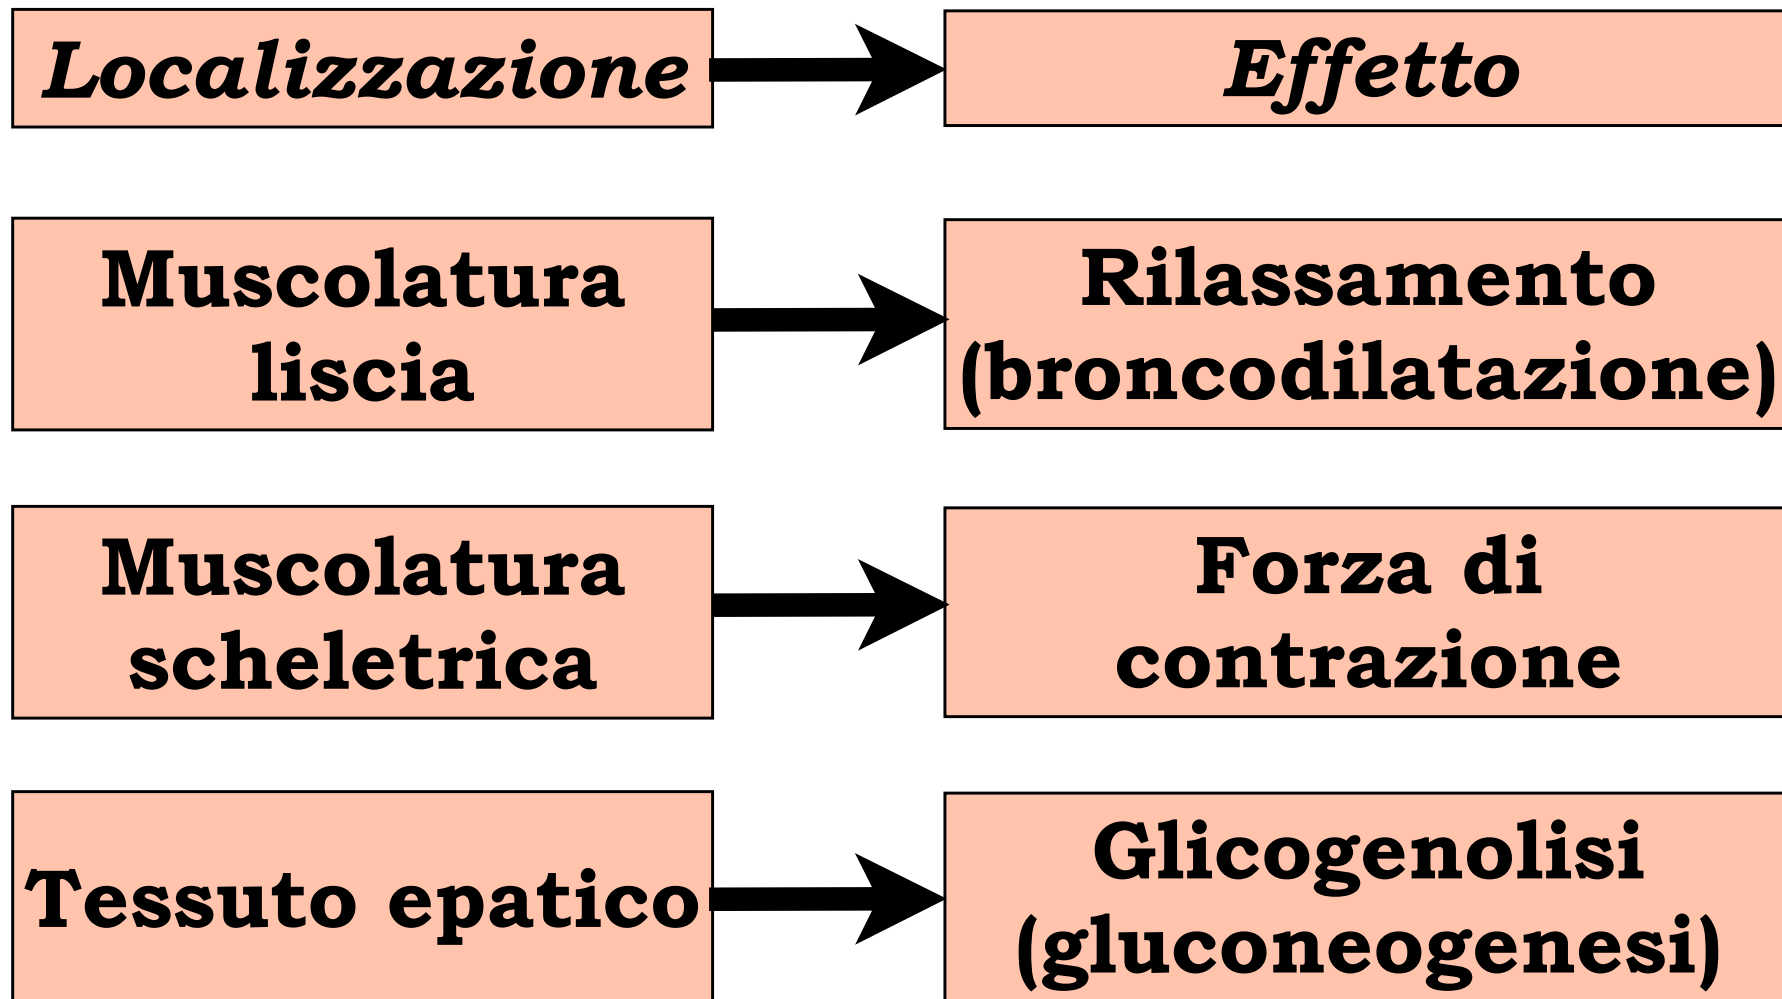 Localizzazione
Effetto
Muscolatura
liscia
Rilassamento
(broncodilatazione)
Muscolatura
scheletrica
Forza di
contrazione
Tessuto epatico
Glicogenolisi
(gluconeogenesi)